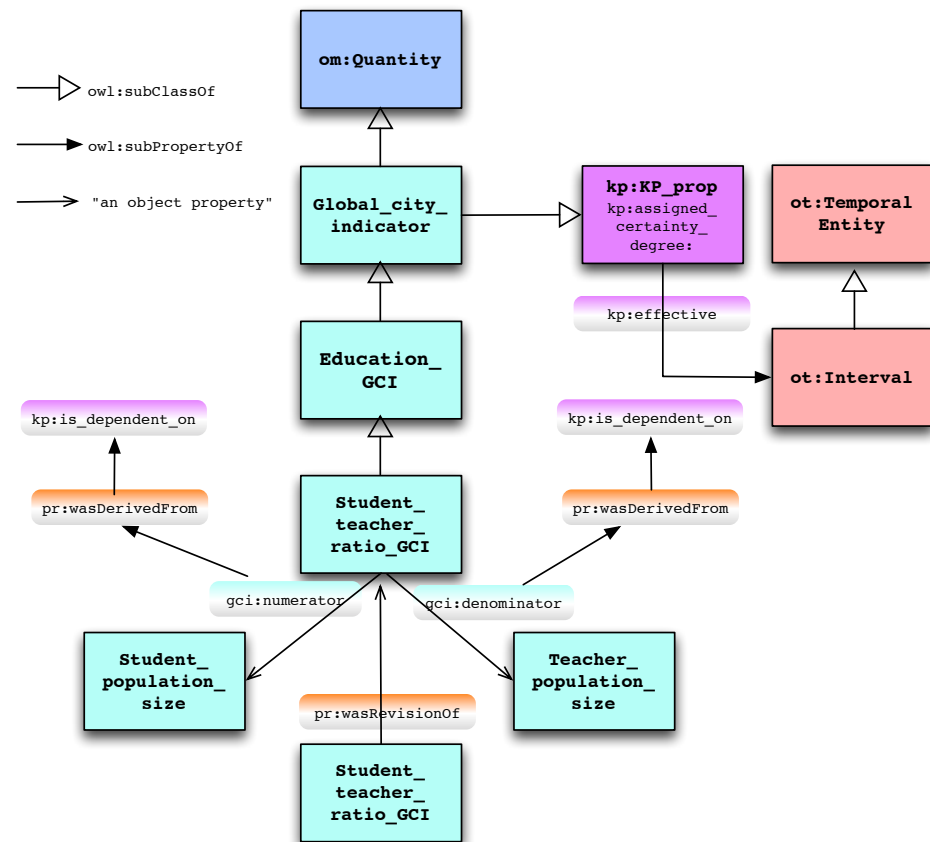 om:Quantity
owl:subClassOf
owl:subPropertyOf
"an object property"
Global_city_
indicator
kp:KP_prop
kp:assigned_
certainty_
degree:
ot:Temporal
Entity
kp:effective
Education_
GCI
ot:Interval
kp:is_dependent_on
kp:is_dependent_on
pr:wasDerivedFrom
Student_
teacher_
ratio_GCI
pr:wasDerivedFrom
gci:numerator
gci:denominator
Student_
population_
size
Teacher_
population_
size
pr:wasRevisionOf
Student_
teacher_
ratio_GCI